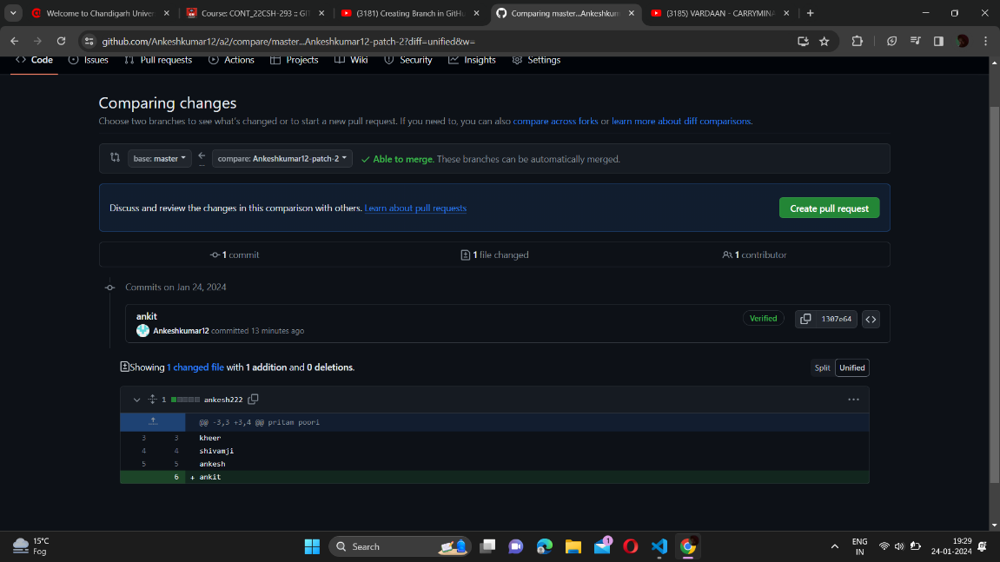 Welcome to Chandigarh Univer
Course: CONT_22CSH-293 :: GIT
(3181) Creating Branch in GitHu
Comparing master...Ankeshkum
(3185) VARDAAN - CARRYMINA
github.com/Ankeshkumar12/a2/compare/master...Ankeshkumar12-patch-2?diff=unified&w=
Code Issues Pull requests Actions Projects Wiki Security Insights Settings
Comparing changes
Choose two branches to see what's changed or to start a new pull request. If you need to, you can also compare across forks or learn more about diff comparisons.
base: master
...
compare: Ankeshkumar12-patch-2
Able to merge. These branches can be automatically merged.
Discuss and review the changes in this comparison with others. Learn about pull requests
Create pull request
1 commit
1 file changed
1 contributor
Commits on Jan 24, 2024
ankit
Verified
1307e64
Ankeshkumar12 committed 13 minutes ago
Showing 1 changed file with 1 addition and 0 deletions.
Split Unified
1 ankesh222
@@ -3,3 +3,4 @@ pritam poori
3 3 kheer
4 4 shivamji
5 5 ankesh
6 + ankit
15°C
Fog
Search
1
ENG
IN
19:29
24-01-2024